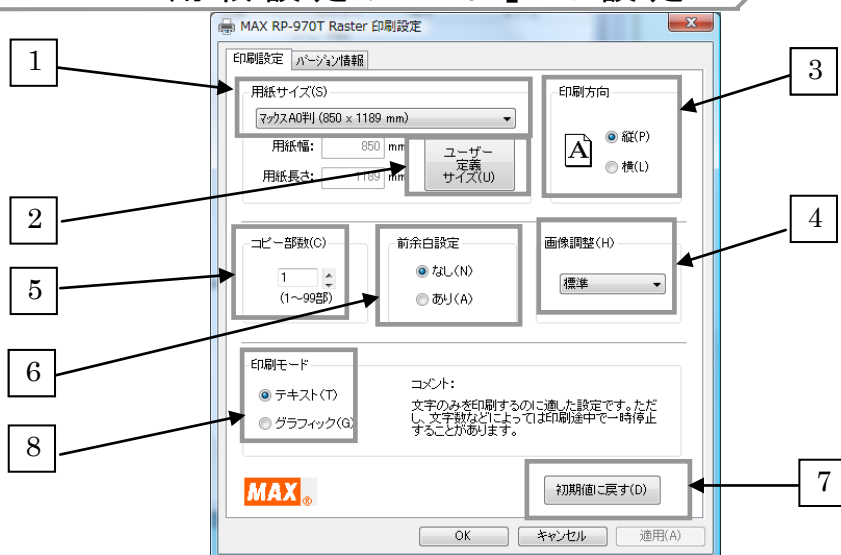 MAX RP-970T Raster 印刷設定
印刷設定 バージョン情報
1
用紙サイズ(S)
マックスA0判 (850 x 1189 mm)
用紙幅: 850 mm
用紙長さ: 1189 mm
ユーザー
定義
サイズ(U)
2
印刷方向
A
縦(P)
横(L)
3
コピー部数(C)
1
(1～99部)
5
前余白設定
なし(N)
あり(A)
6
画像調整(H)
標準
4
印刷モード
テキスト(T)
グラフィック(G)
8
コメント:
文字のみを印刷するのに適した設定です。ただ
し、文字数などによっては印刷途中で一時停止
することがあります。
MAX®
初期値に戻す(D)
7
OK キャンセル 適用(A)